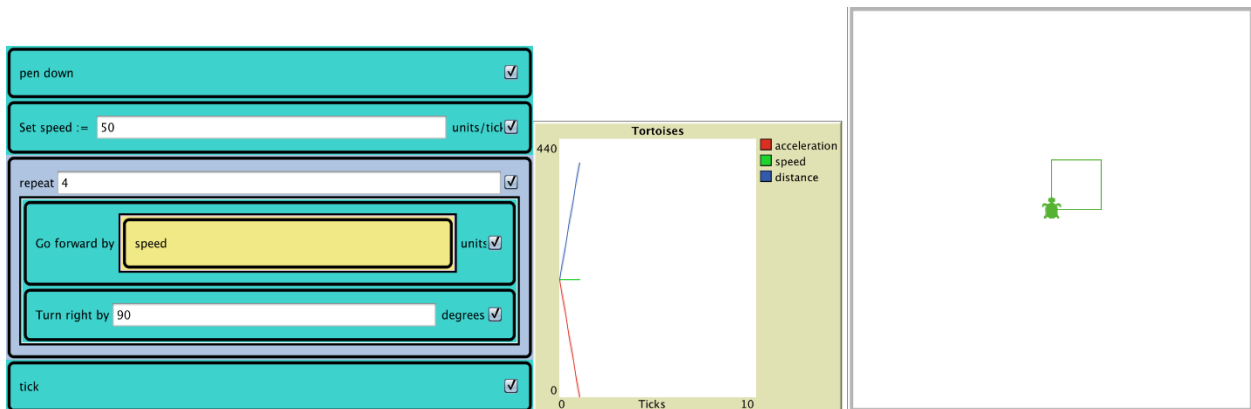 pen down
Set speed := 50 units/tick
repeat 4
Go forward by speed units
Turn right by 90 degrees
tick
Tortoises
440
0
0 Ticks 10
acceleration
speed
distance